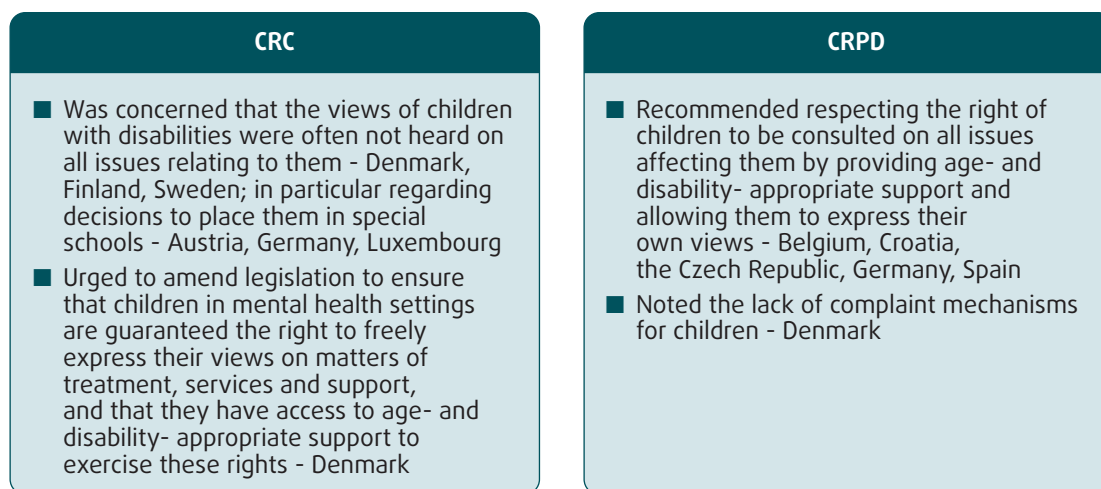 CRC
■ Was concerned that the views of children
with disabilities were often not heard on
all issues relating to them - Denmark,
Finland, Sweden; in particular regarding
decisions to place them in special
schools - Austria, Germany, Luxembourg
■ Urged to amend legislation to ensure
that children in mental health settings
are guaranteed the right to freely
express their views on matters of
treatment, services and support,
and that they have access to age- and
disability- appropriate support to
exercise these rights - Denmark
CRPD
■ Recommended respecting the right of
children to be consulted on all issues
affecting them by providing age- and
disability- appropriate support and
allowing them to express their
own views - Belgium, Croatia,
the Czech Republic, Germany, Spain
■ Noted the lack of complaint mechanisms
for children - Denmark